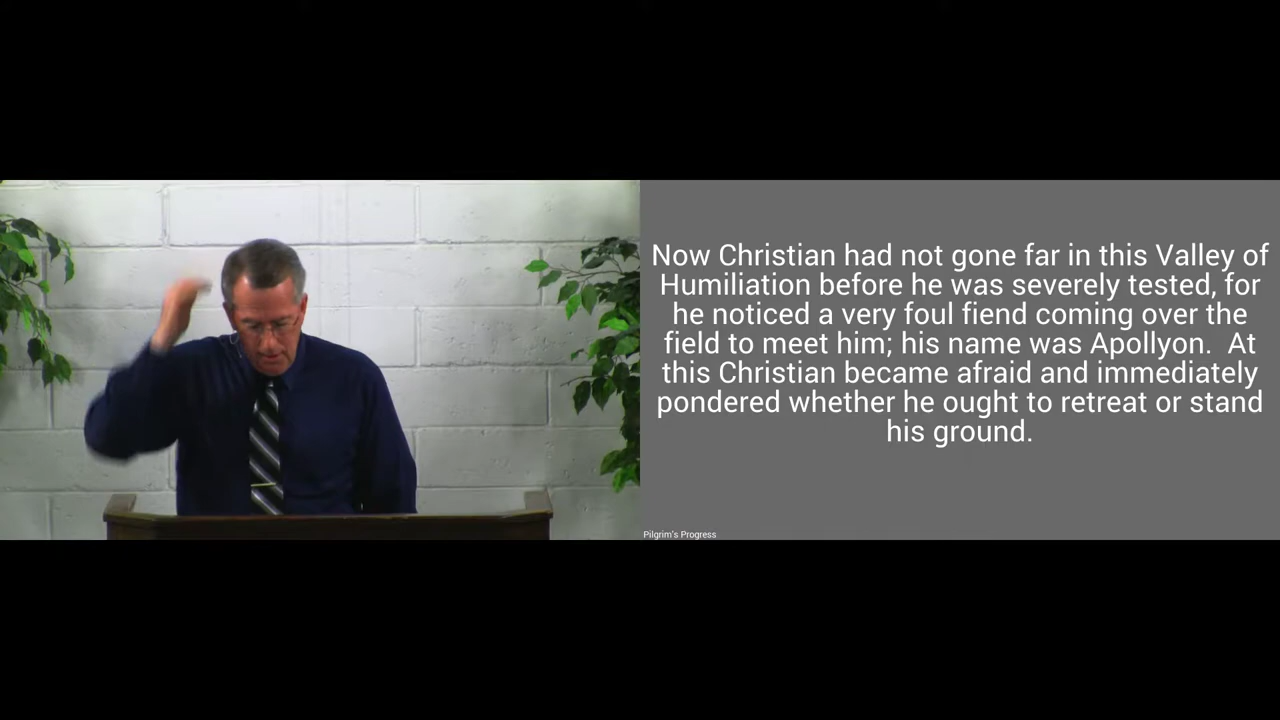 Now Christian had not gone far in this Valley of
Humiliation before he was severely tested, for
he noticed a very foul fiend coming over the
field to meet him; his name was Apollyon.  At
this Christian became afraid and immediately
pondered whether he ought to retreat or stand
his ground.
Pilgrim's Progress